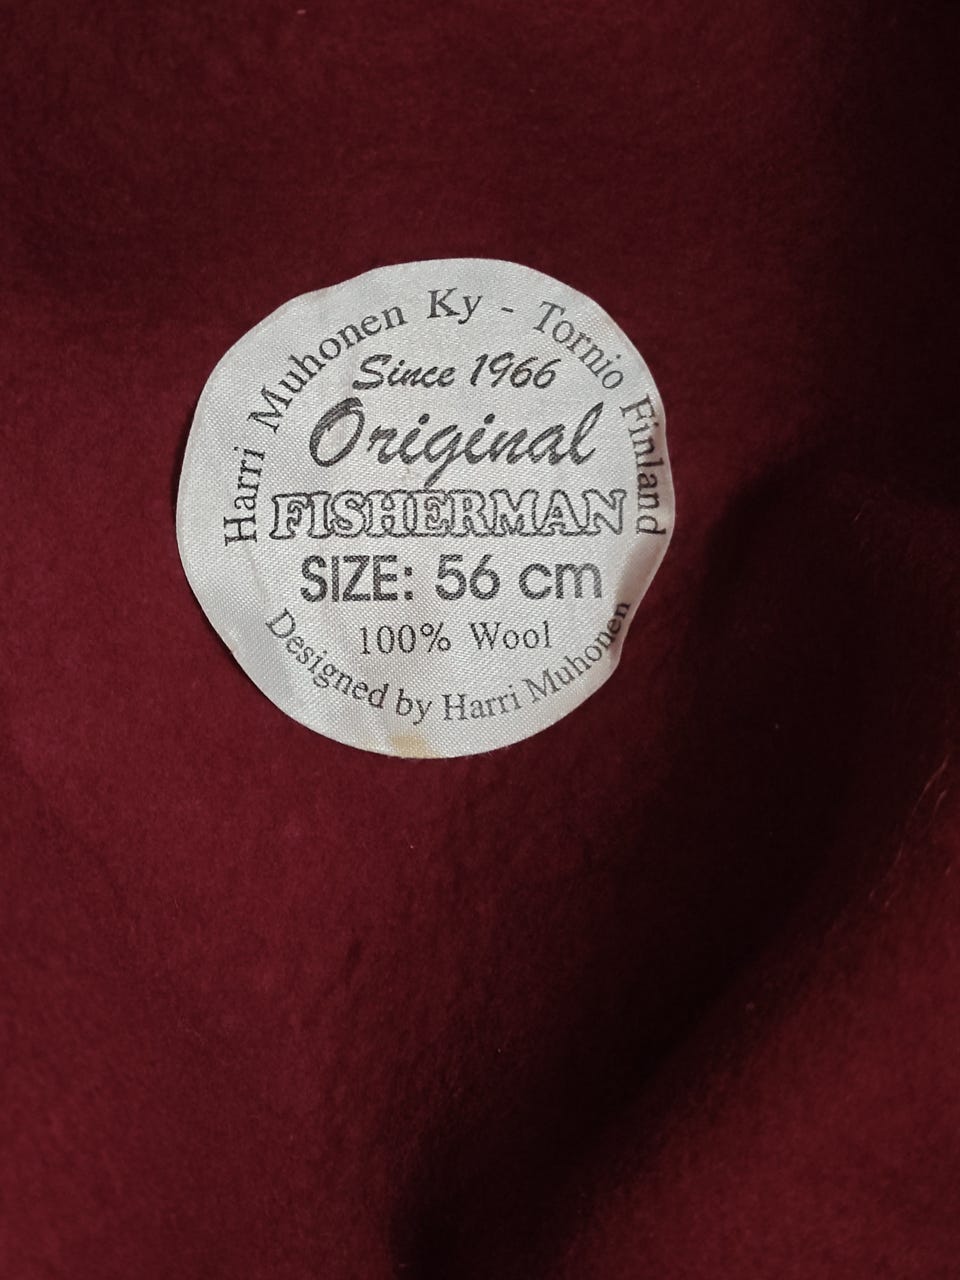 Harri Muhonen Ky - Tornio Finland
Since 1966
Original
FISHERMAN
SIZE: 56 cm
100% Wool
Designed by Harri Muhonen